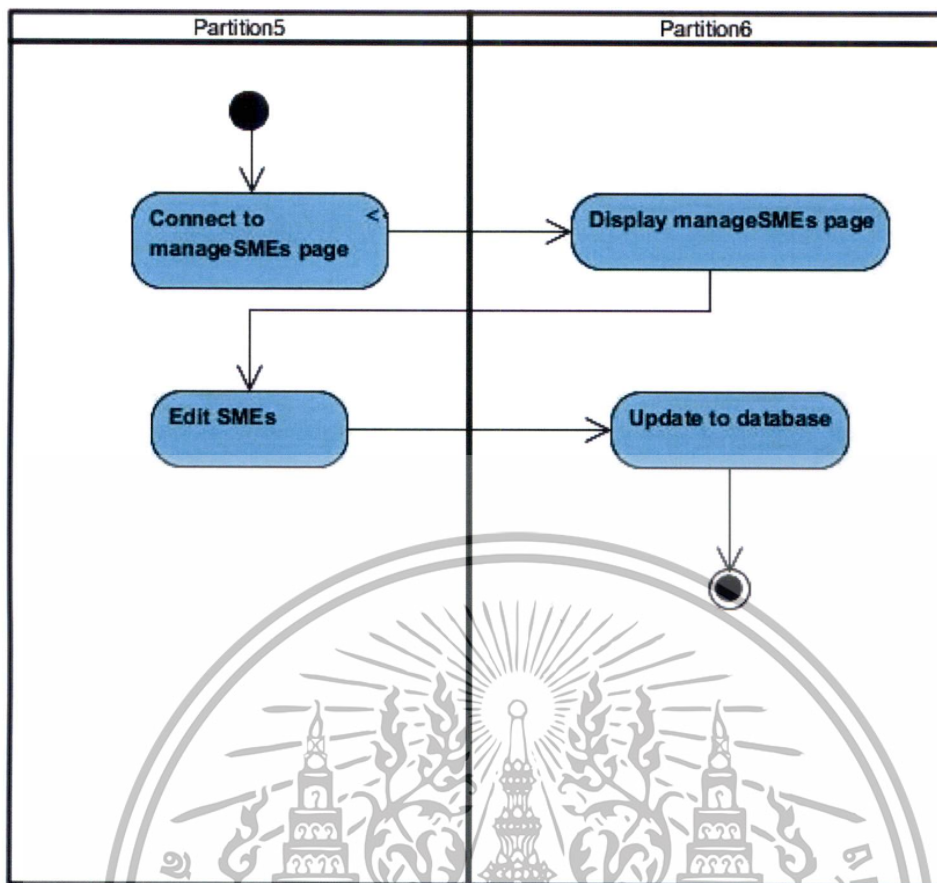 Partition5
Partition6
Connect to
manageSMEs page
<<
Display manageSMEs page
Edit SMEs
Update to database